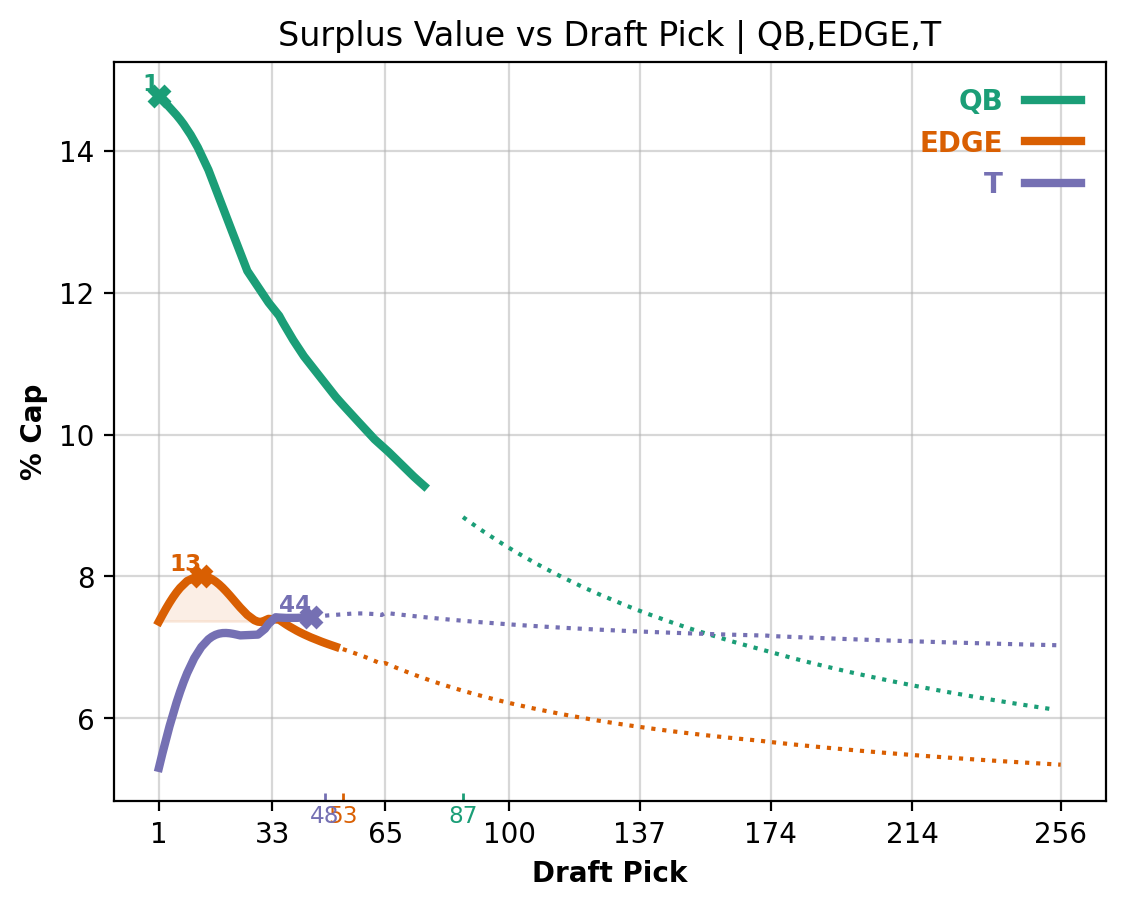 Surplus Value vs Draft Pick | QB,EDGE,T
% Cap
14
12
10
8
6
1
13
44
QB
EDGE
T
48
53
87
1 33 65 100 137 174 214 256
Draft Pick